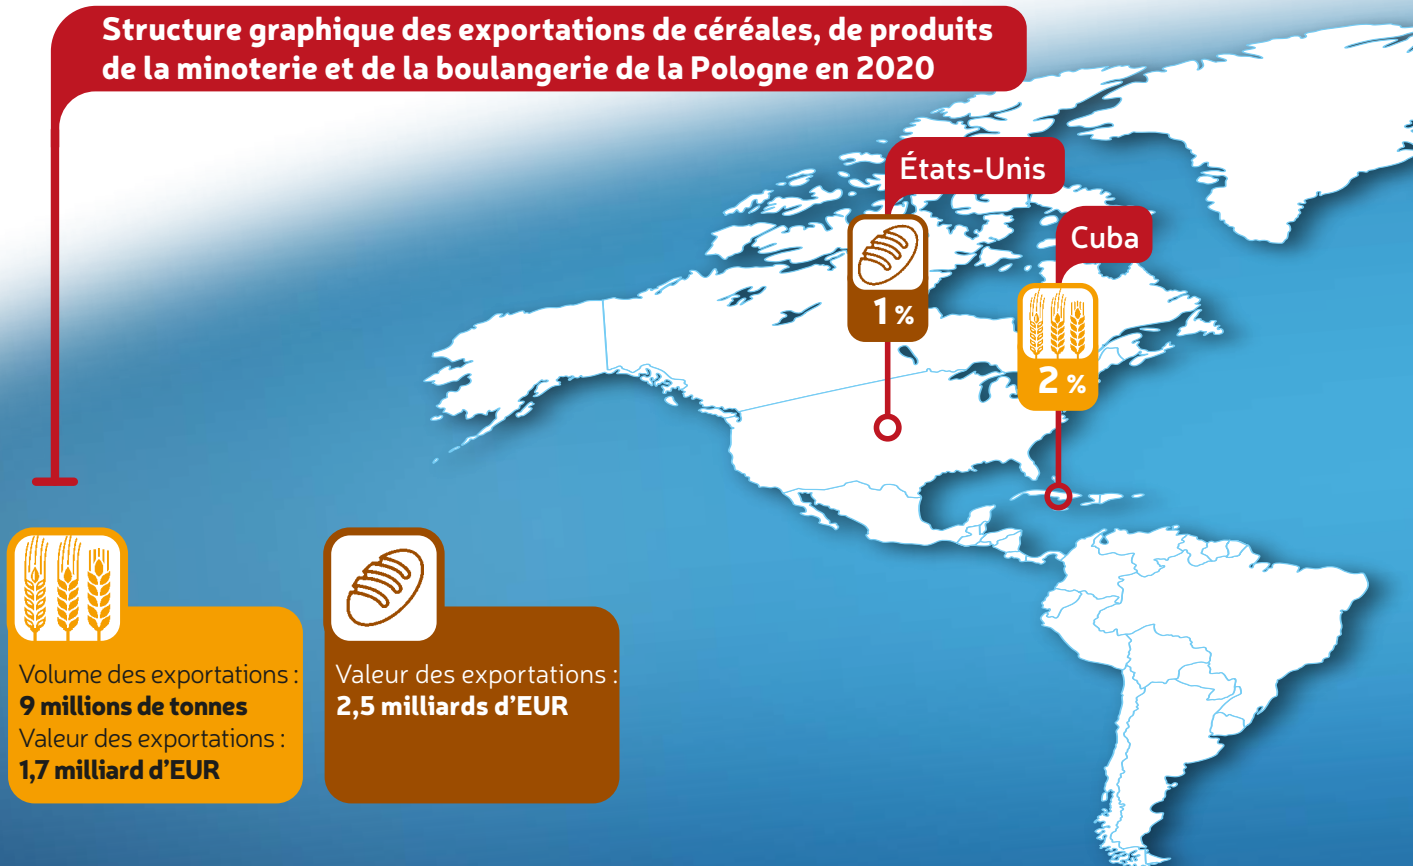 Structure graphique des exportations de céréales, de produits
de la minoterie et de la boulangerie de la Pologne en 2020
États-Unis
1 %
Cuba
2 %
Volume des exportations :
9 millions de tonnes
Valeur des exportations :
1,7 milliard d’EUR
Valeur des exportations :
2,5 milliards d’EUR